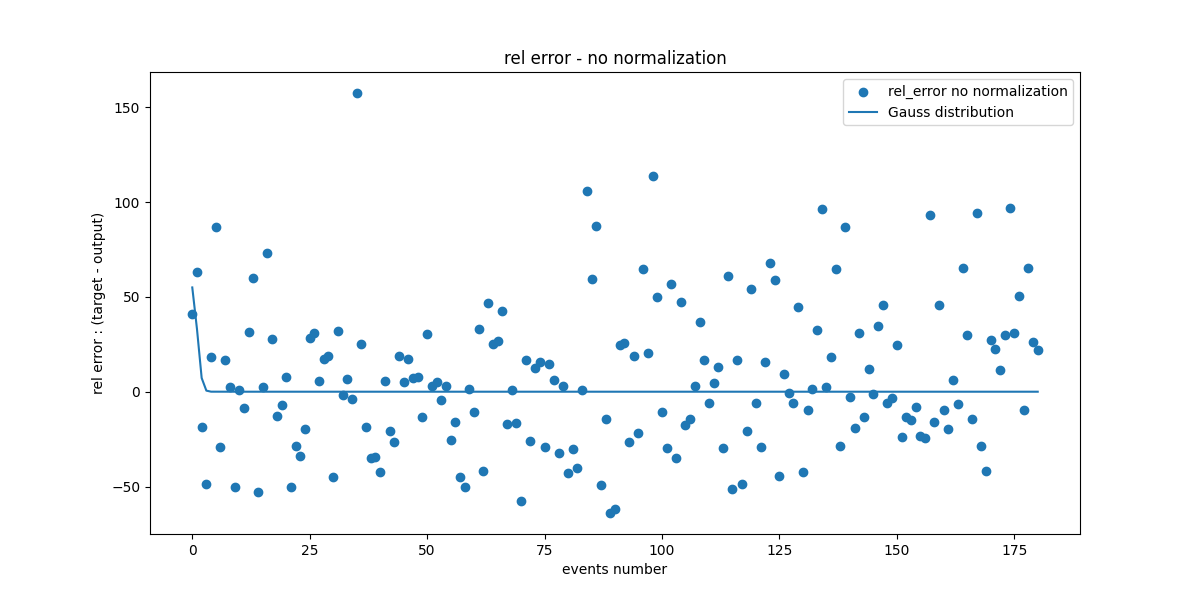 rel error - no normalization
rel_error no normalization
Gauss distribution
rel error : (target - output)
150
100
50
0
−50
0
25
50
75
100
125
150
175
events number